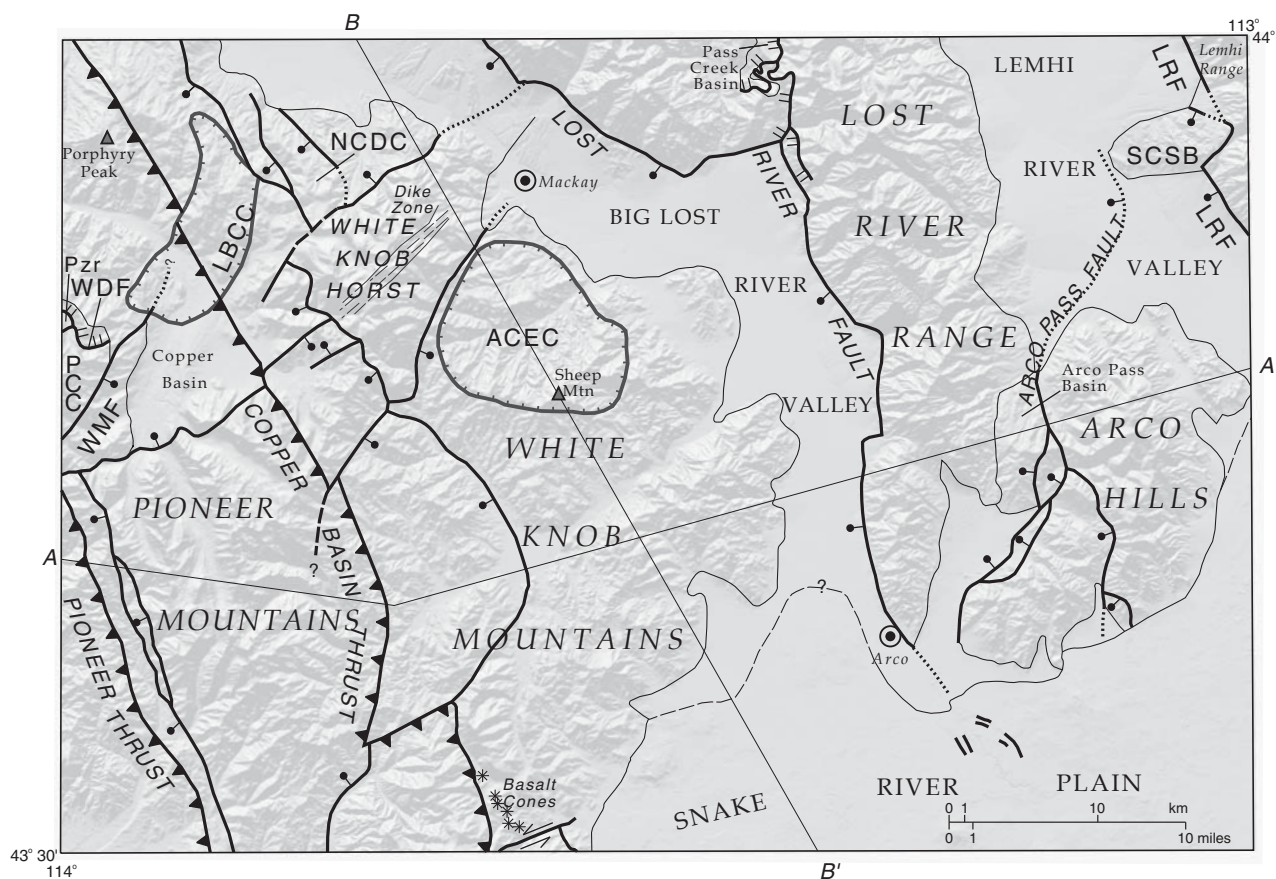 B
113°
44°
Pass
Creek
Basin
LEMHI
LRF
Lemhi
Range
LOST
Porphyry
Peak
NCDC
LOST
RIVER
SCSB
Mackay
RIVER
Dike
Zone
BIG LOST
RIVER
LRF
WHITE
KNOB
HORST
LBCC
?
Pzr
WDF
RIVER
VALLEY
ARCO PASS FAULT
ACEC
FAULT
RANGE
Copper
Basin
Sheep
Mtn
Arco Pass
Basin
A
PCC
WMF
VALLEY
ARCO
COPPER
WHITE
HILLS
PIONEER
KNOB
BASIN
A
?
?
MOUNTAINS
MOUNTAINS
THRUST
PIONEER THRUST
Arco
Basalt
Cones
SNAKE
RIVER
PLAIN
0 1 10 km
0 1 10 miles
43° 30'
114°
B'